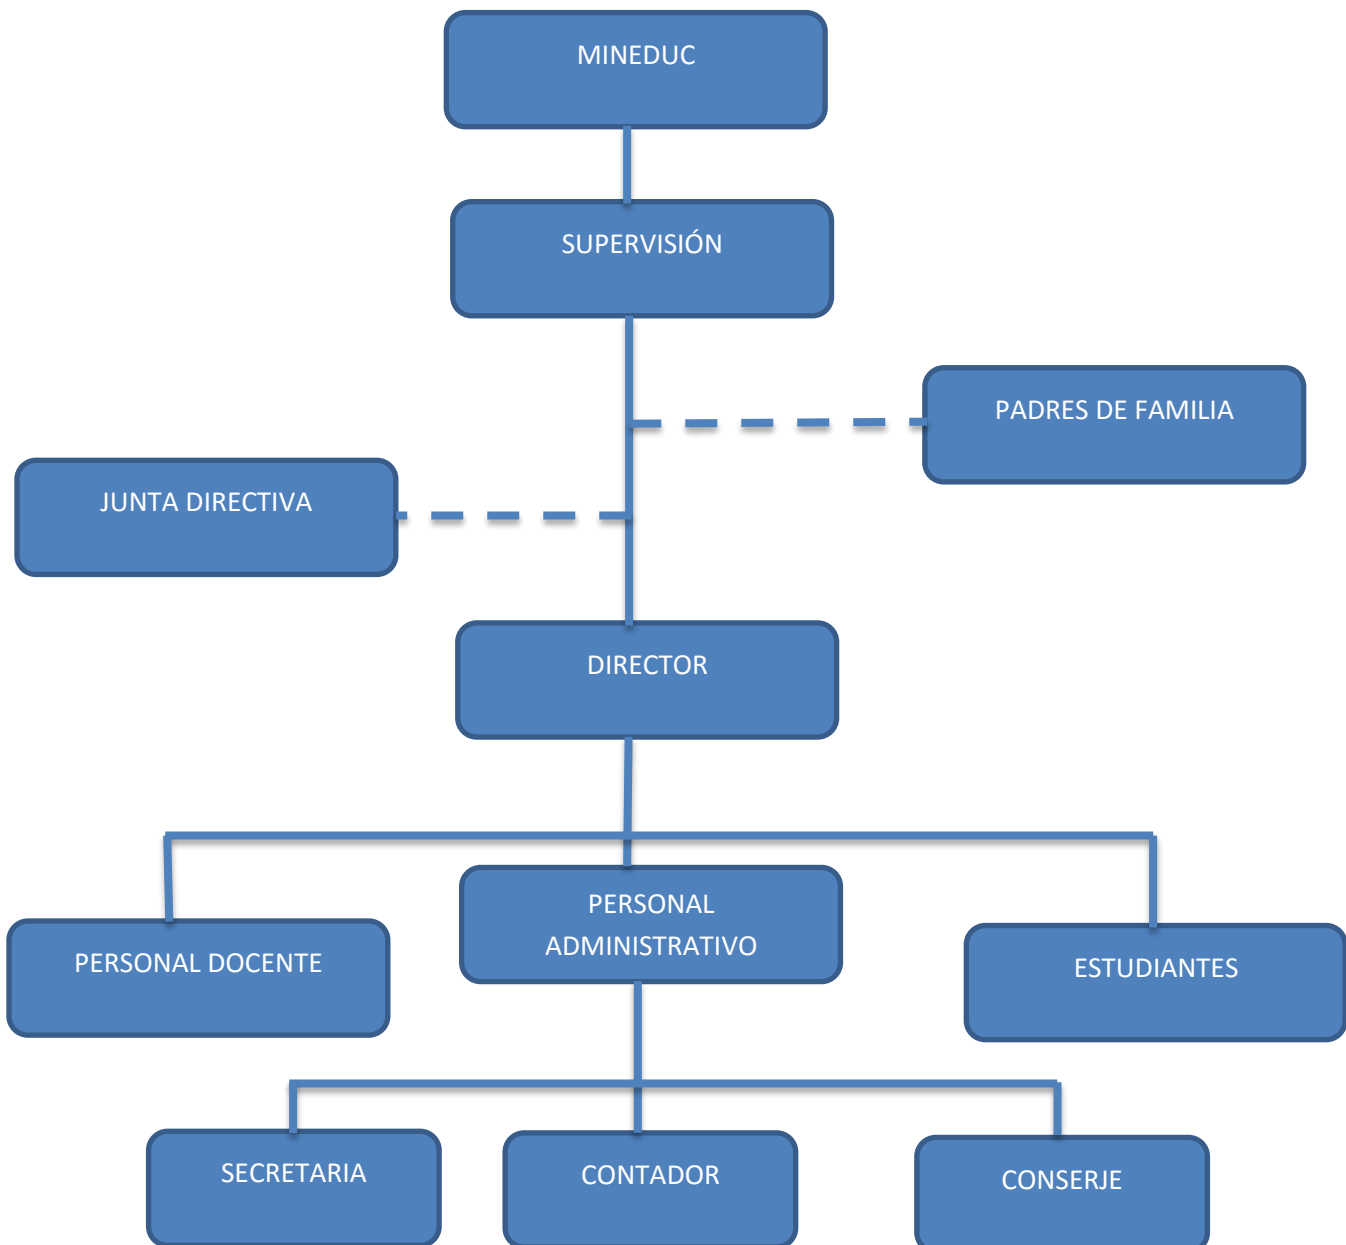 MINEDUC
SUPERVISIÓN
PADRES DE FAMILIA
JUNTA DIRECTIVA
DIRECTOR
PERSONAL
ADMINISTRATIVO
PERSONAL DOCENTE
ESTUDIANTES
SECRETARIA
CONTADOR
CONSERJE